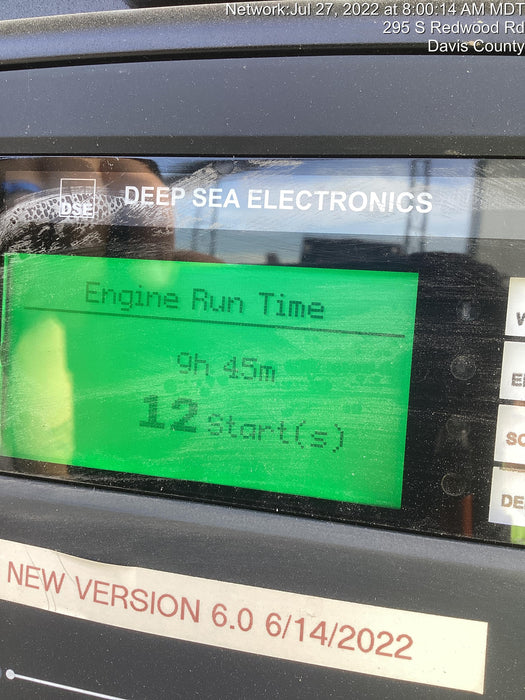 Network:Jul 27, 2022 at 8:00:14 AM MDT
295 S Redwood Rd
Davis County
DSE DEEP SEA ELECTRONICS
Engine Run Time
9h 45m
12 Start(s)
NEW VERSION 6.0 6/14/2022